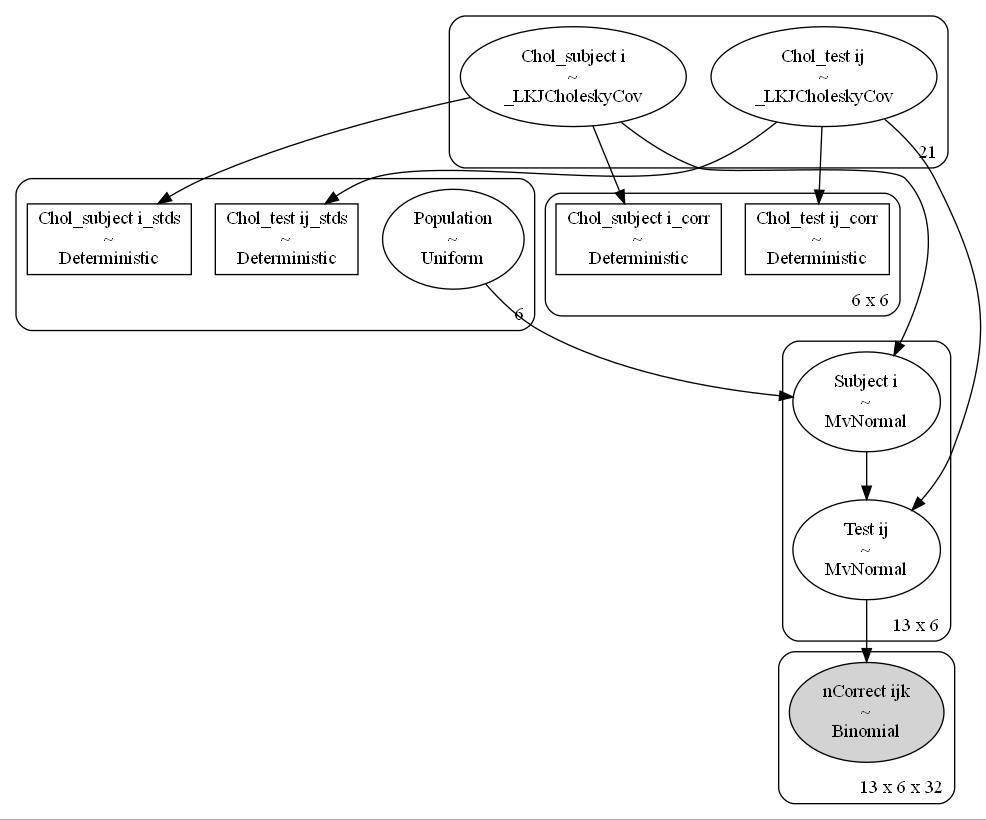 Chol_subject i
~
_LKJCholeskyCov
Chol_test ij
~
_LKJCholeskyCov
21
Chol_subject i_stds
~
Deterministic
Chol_test ij_stds
~
Deterministic
Population
~
Uniform
6
Chol_subject i_corr
~
Deterministic
Chol_test ij_corr
~
Deterministic
6 x 6
Subject i
~
MvNormal
Test ij
~
MvNormal
13 x 6
nCorrect ijk
~
Binomial
13 x 6 x 32